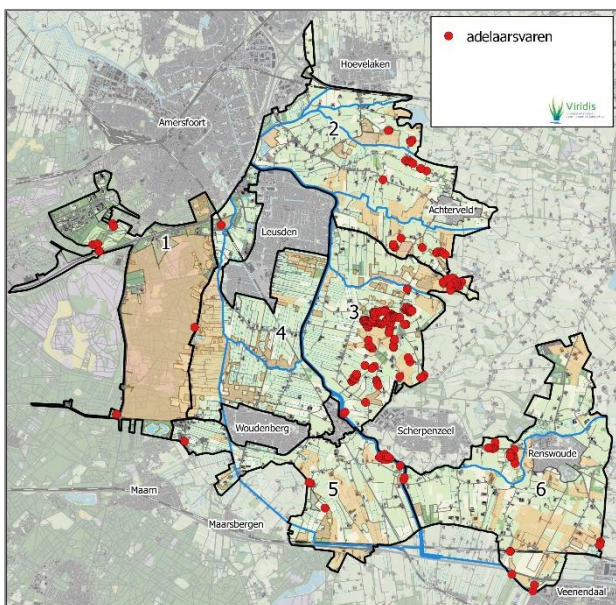 adelaarsvaren
Viridis
Hoevelaken
Amersfoort
2
Achterveld
1
Leusden
3
4
Woudenberg
Scherpenzeel
Renswoude
5
6
Maarn
Maarsbergen
Veenendaal